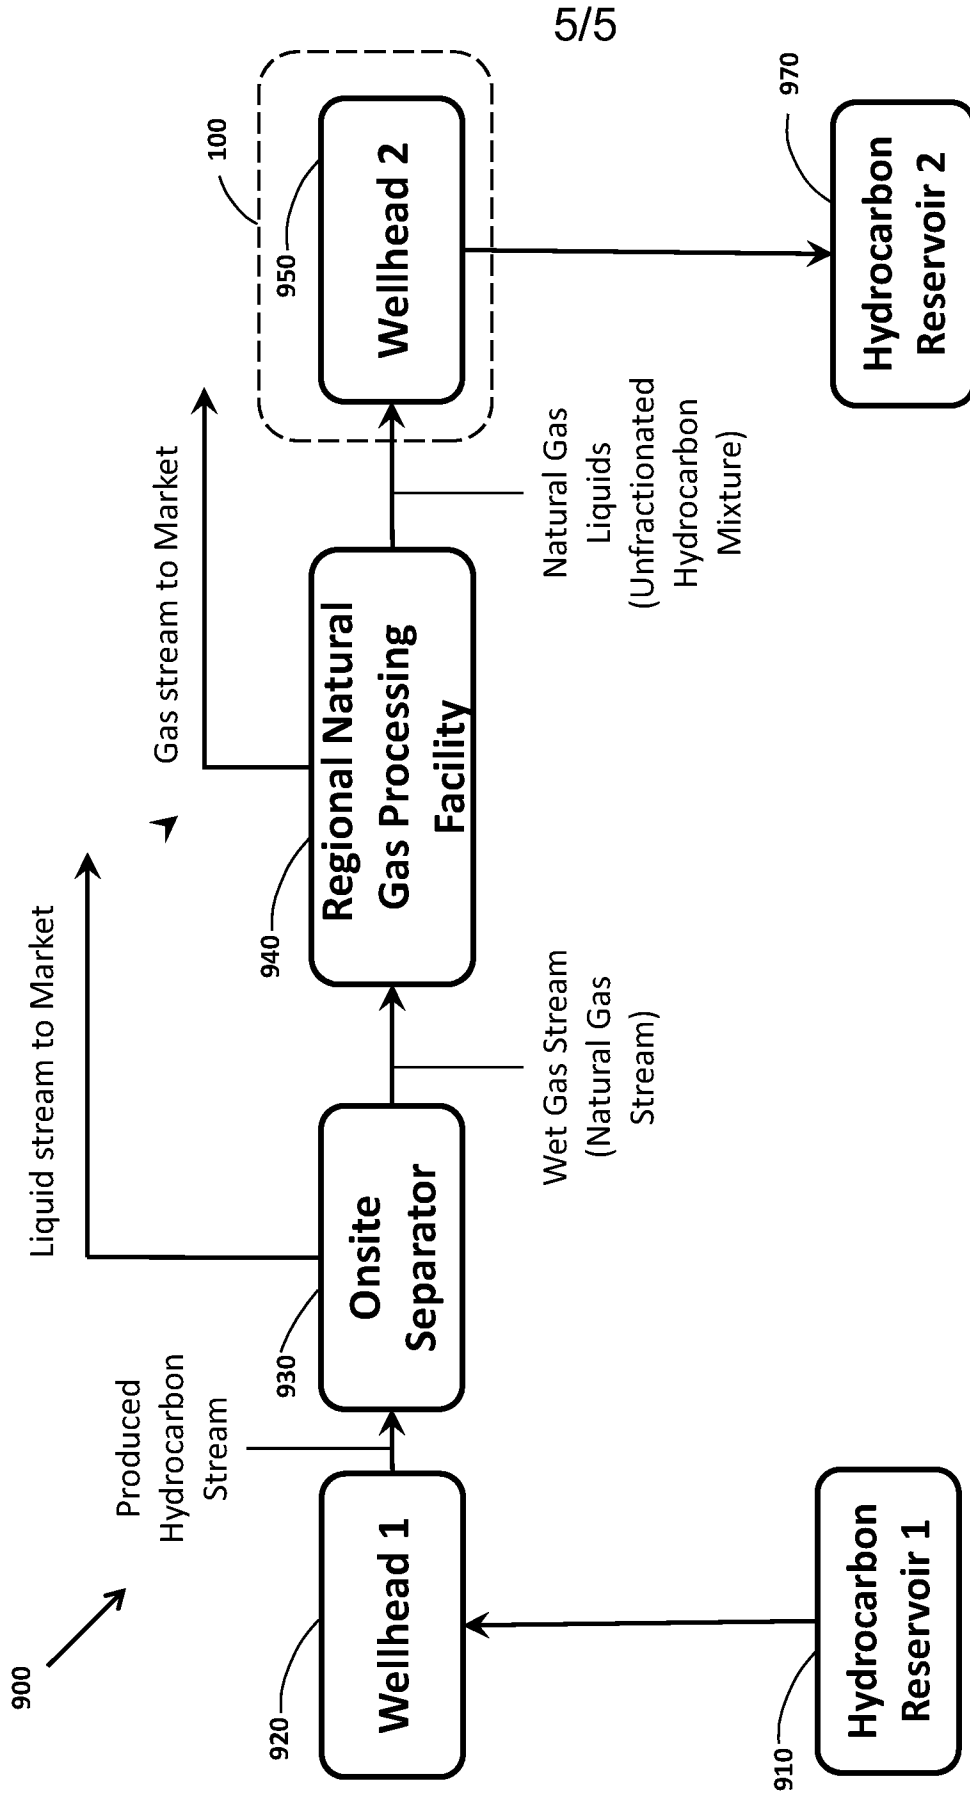 5/5
900
Liquid stream to Market
Gas stream to Market
Produced
Hydrocarbon
Stream
920
Wellhead 1
930
Onsite
Separator
940
Regional Natural
Gas Processing
Facility
100
950
Wellhead 2
Wet Gas Stream
(Natural Gas
Stream)
Natural Gas
Liquids
(Unfractionated
Hydrocarbon
Mixture)
910
Hydrocarbon
Reservoir 1
970
Hydrocarbon
Reservoir 2